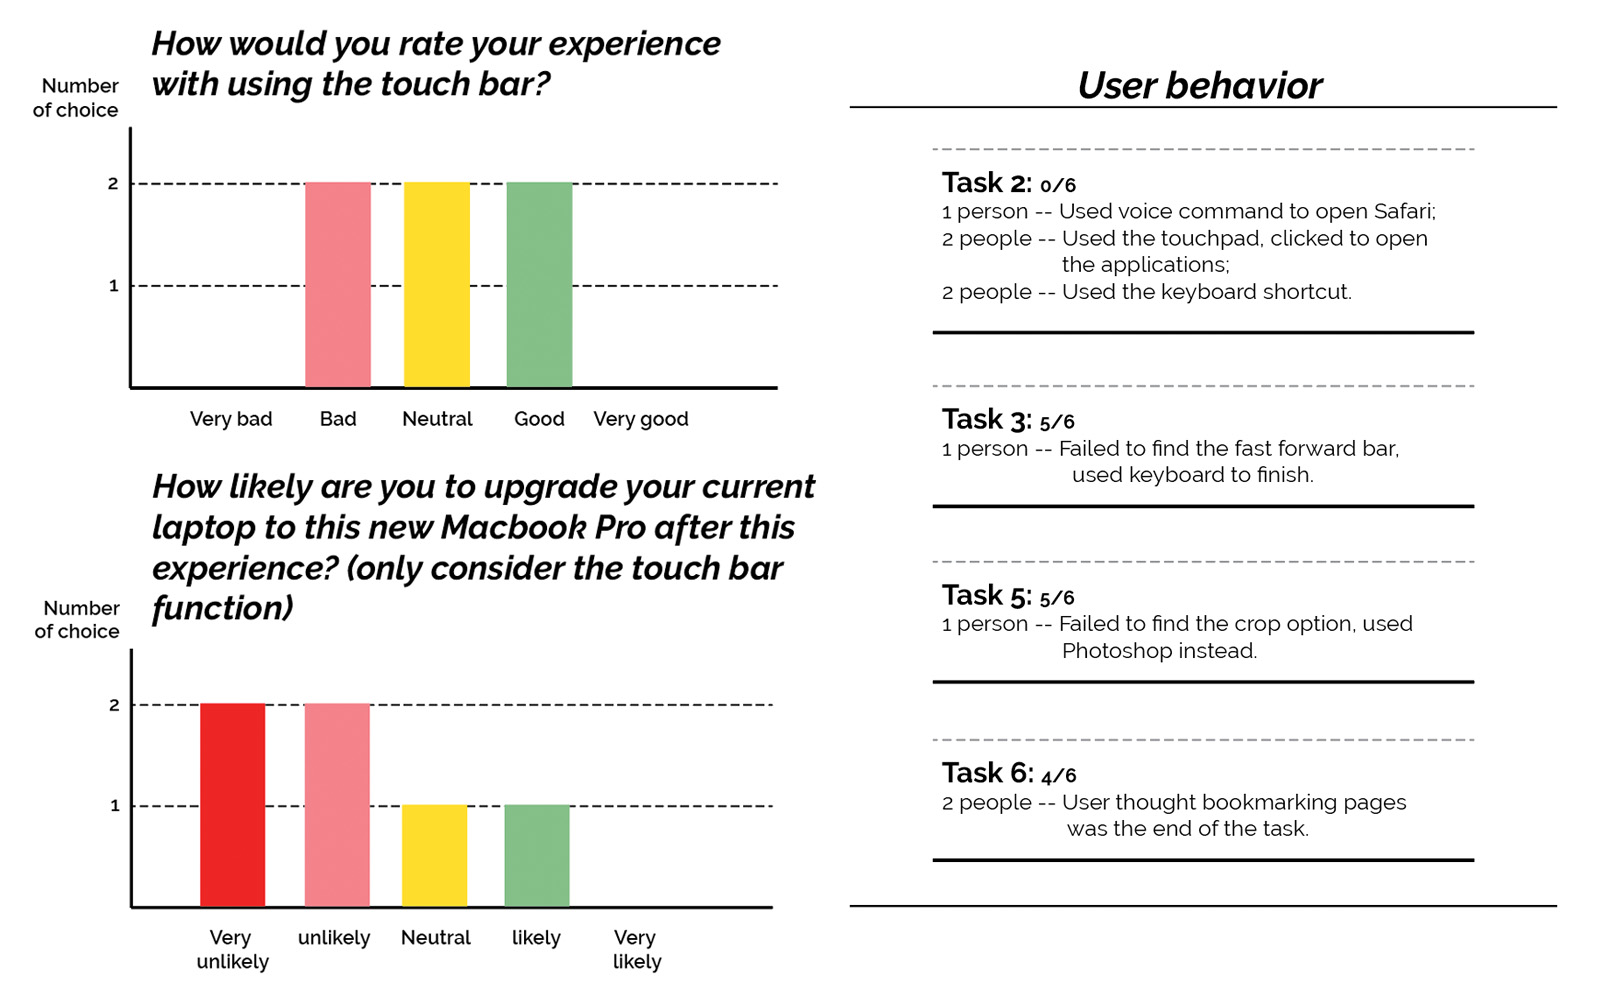 How would you rate your experience
with using the touch bar?
Number
of choice
2
1
Very bad Bad Neutral Good Very good
How likely are you to upgrade your current
laptop to this new Macbook Pro after this
experience? (only consider the touch bar
function)
Number
of choice
2
1
Very unlikely Neutral likely Very
unlikely likely
User behavior
Task 2: 0/6
1 person -- Used voice command to open Safari;
2 people -- Used the touchpad, clicked to open
the applications;
2 people -- Used the keyboard shortcut.
Task 3: 5/6
1 person -- Failed to find the fast forward bar,
used keyboard to finish.
Task 5: 5/6
1 person -- Failed to find the crop option, used
Photoshop instead.
Task 6: 4/6
2 people -- User thought bookmarking pages
was the end of the task.